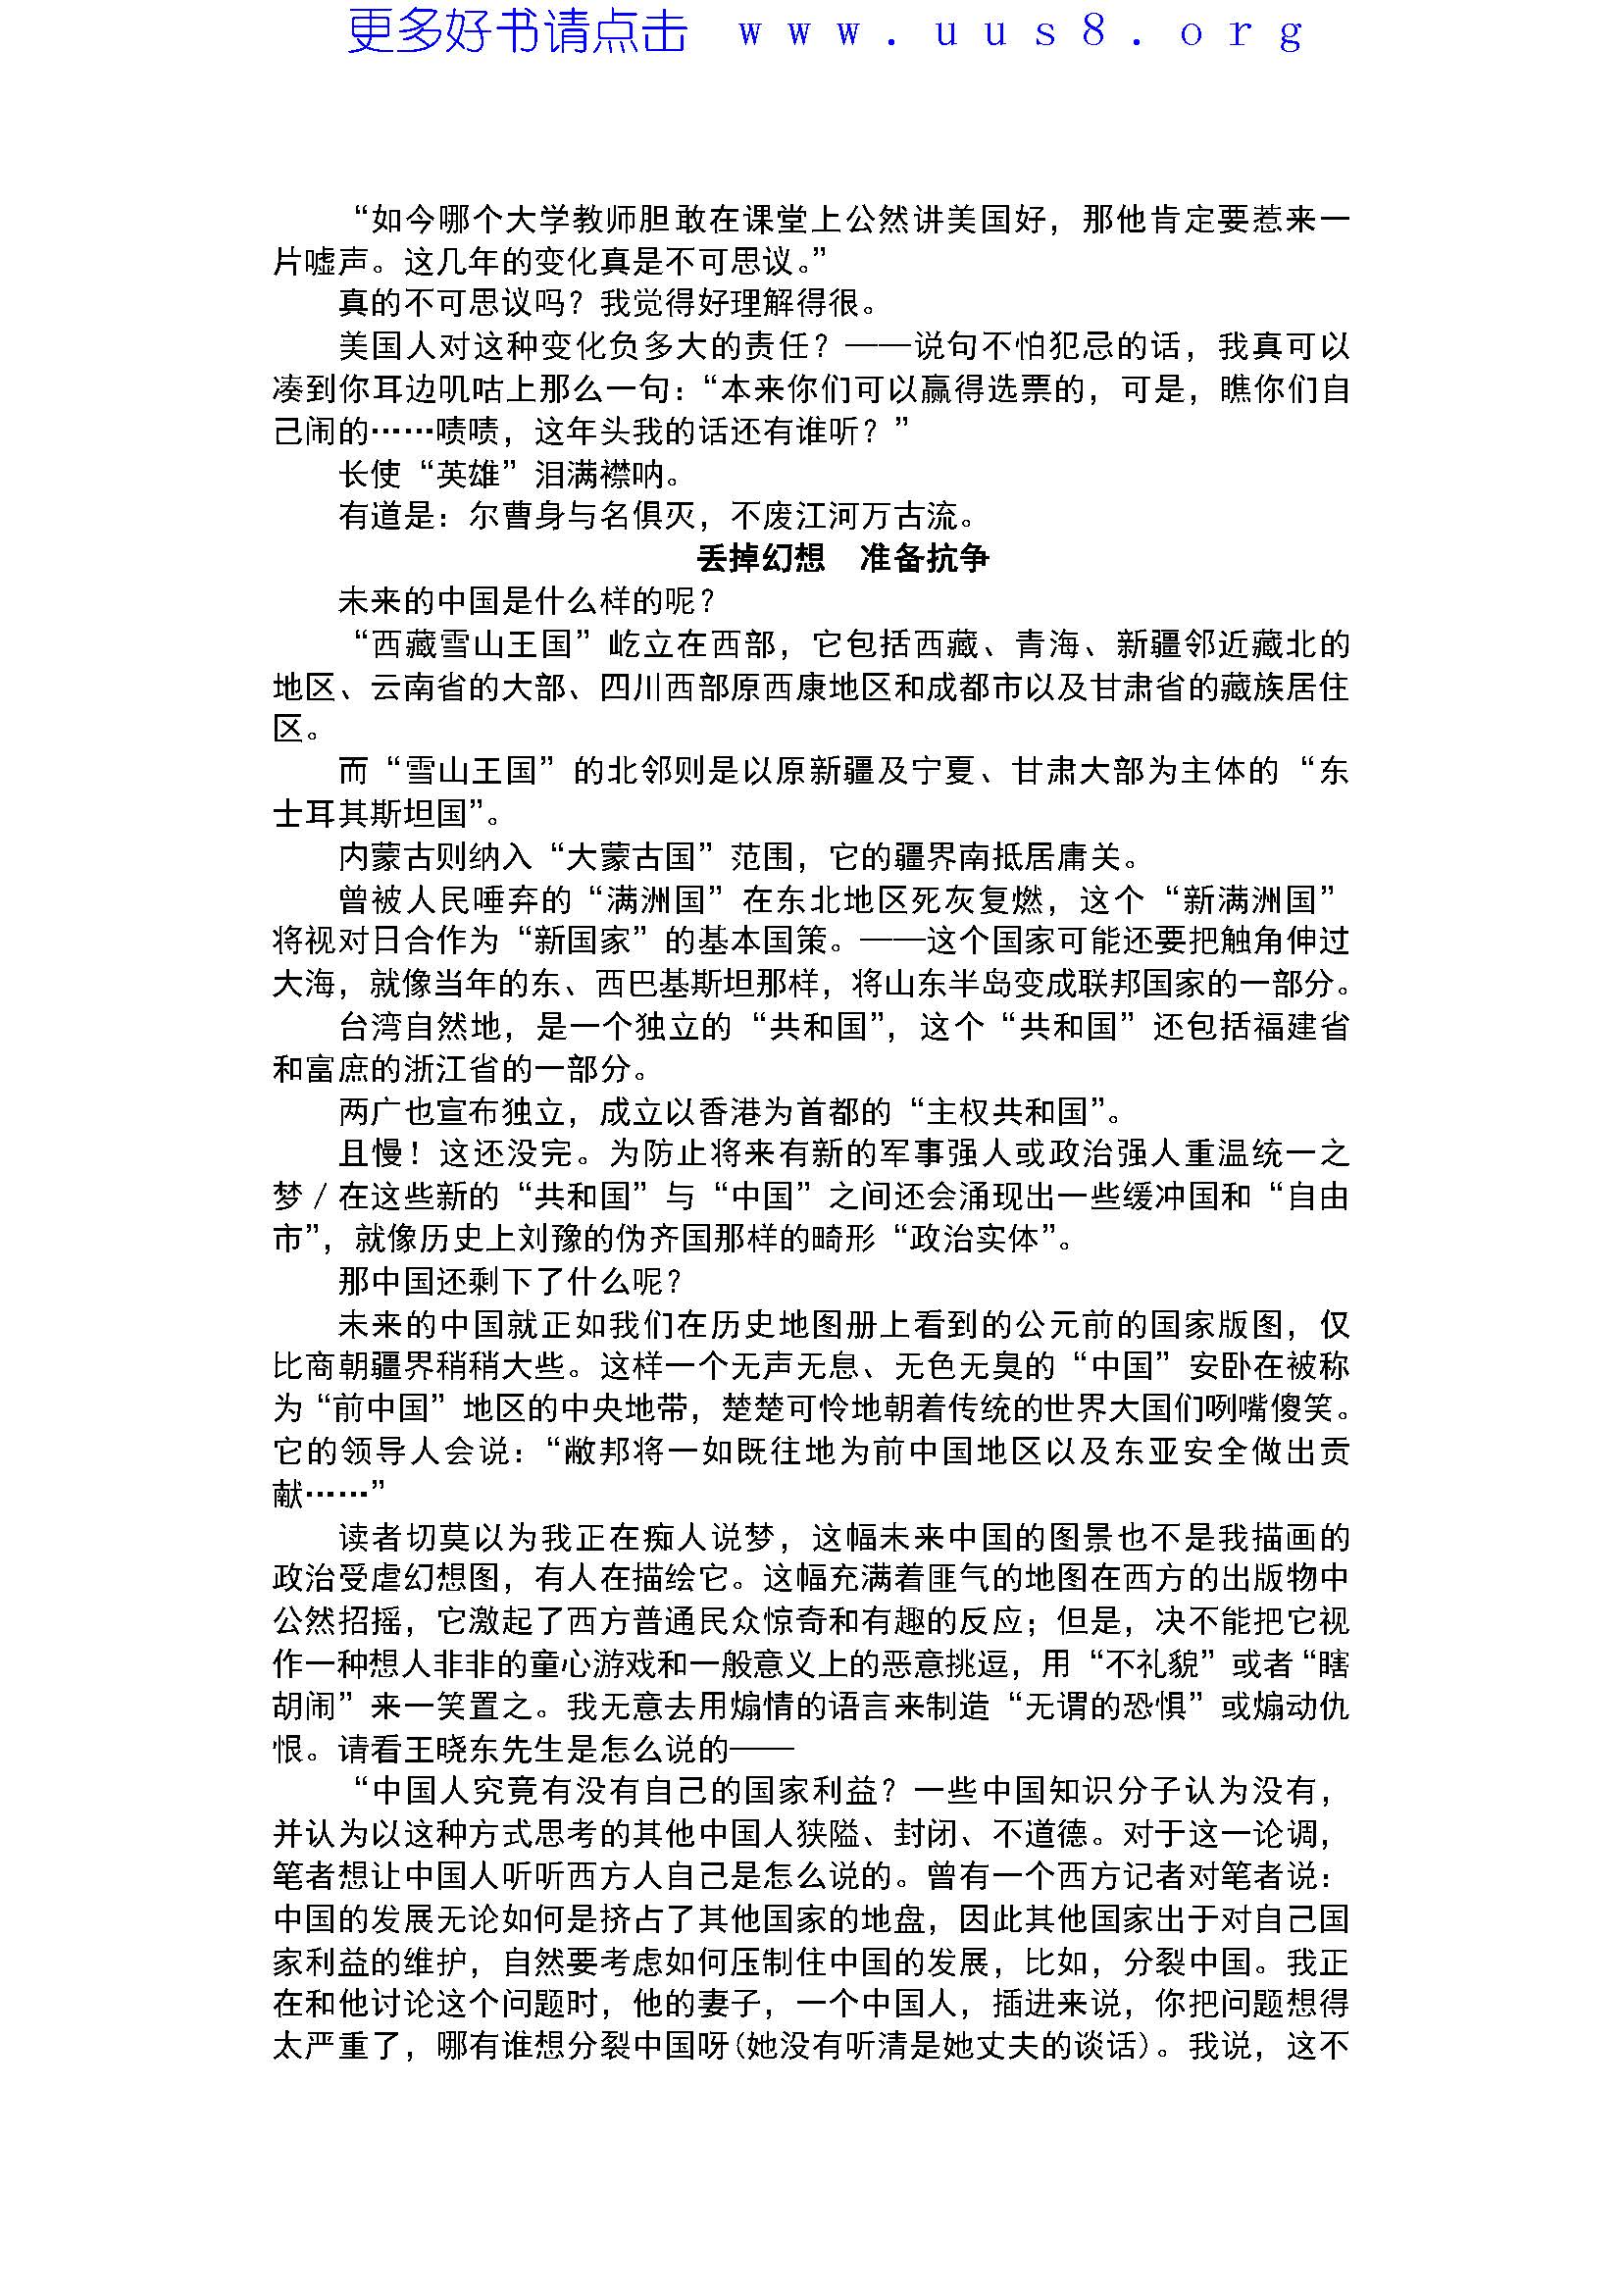 更多好书请点击 www.uus8.org
“如今哪个大学教师胆敢在课堂上公然讲美国好，那他肯定要惹来一
片嘘声。这几年的变化真是不可思议。”
真的不可思议吗？我觉得好理解得很。
美国人对这种变化负多大的责任？——说句不怕犯忌的话，我真可以
凑到你耳边叽咕上那么一句：“本来你们可以赢得选票的，可是，瞧你们自
己闹的……啧啧，这年头我的话还有谁听？”
长使“英雄”泪满襟呐。
有道是：尔曹身与名俱灭，不废江河万古流。
丢掉幻想　准备抗争
未来的中国是什么样的呢？
“西藏雪山王国”屹立在西部，它包括西藏、青海、新疆邻近藏北的
地区、云南省的大部、四川西部原西康地区和成都市以及甘肃省的藏族居住
区。
而“雪山王国”的北邻则是以原新疆及宁夏、甘肃大部为主体的“东
士耳其斯坦国”。
内蒙古则纳入“大蒙古国”范围，它的疆界南抵居庸关。
曾被人民唾弃的“满洲国”在东北地区死灰复燃，这个“新满洲国”
将视对日合作为“新国家”的基本国策。——这个国家可能还要把触角伸过
大海，就像当年的东、西巴基斯坦那样，将山东半岛变成联邦国家的一部分。
台湾自然地，是一个独立的“共和国”，这个“共和国”还包括福建省
和富庶的浙江省的一部分。
两广也宣布独立，成立以香港为首都的“主权共和国”。
且慢！这还没完。为防止将来有新的军事强人或政治强人重温统一之
梦／在这些新的“共和国”与“中国”之间还会涌现出一些缓冲国和“自由
市”，就像历史上刘豫的伪齐国那样的畸形“政治实体”。
那中国还剩下了什么呢？
未来的中国就正如我们在历史地图册上看到的公元前的国家版图，仅
比商朝疆界稍稍大些。这样一个无声无息、无色无臭的“中国”安卧在被称
为“前中国”地区的中央地带，楚楚可怜地朝着传统的世界大国们咧嘴傻笑。
它的领导人会说：“敝邦将一如既往地为前中国地区以及东亚安全做出贡
献……”
读者切莫以为我正在痴人说梦，这幅未来中国的图景也不是我描画的
政治受虐幻想图，有人在描绘它。这幅充满着匪气的地图在西方的出版物中
公然招摇，它激起了西方普通民众惊奇和有趣的反应；但是，决不能把它视
作一种想人非非的童心游戏和一般意义上的恶意挑逗，用“不礼貌”或者“瞎
胡闹”来一笑置之。我无意去用煽情的语言来制造“无谓的恐惧”或煽动仇
恨。请看王晓东先生是怎么说的——
“中国人究竟有没有自己的国家利益？一些中国知识分子认为没有，
并认为以这种方式思考的其他中国人狭隘、封闭、不道德。对于这一论调，
笔者想让中国人听听西方人自己是怎么说的。曾有一个西方记者对笔者说：
中国的发展无论如何是挤占了其他国家的地盘，因此其他国家出于对自己国
家利益的维护，自然要考虑如何压制住中国的发展，比如，分裂中国。我正
在和他讨论这个问题时，他的妻子，一个中国人，插进来说，你把问题想得
太严重了，哪有谁想分裂中国呀(她没有听清是她丈夫的谈话)。我说，这不